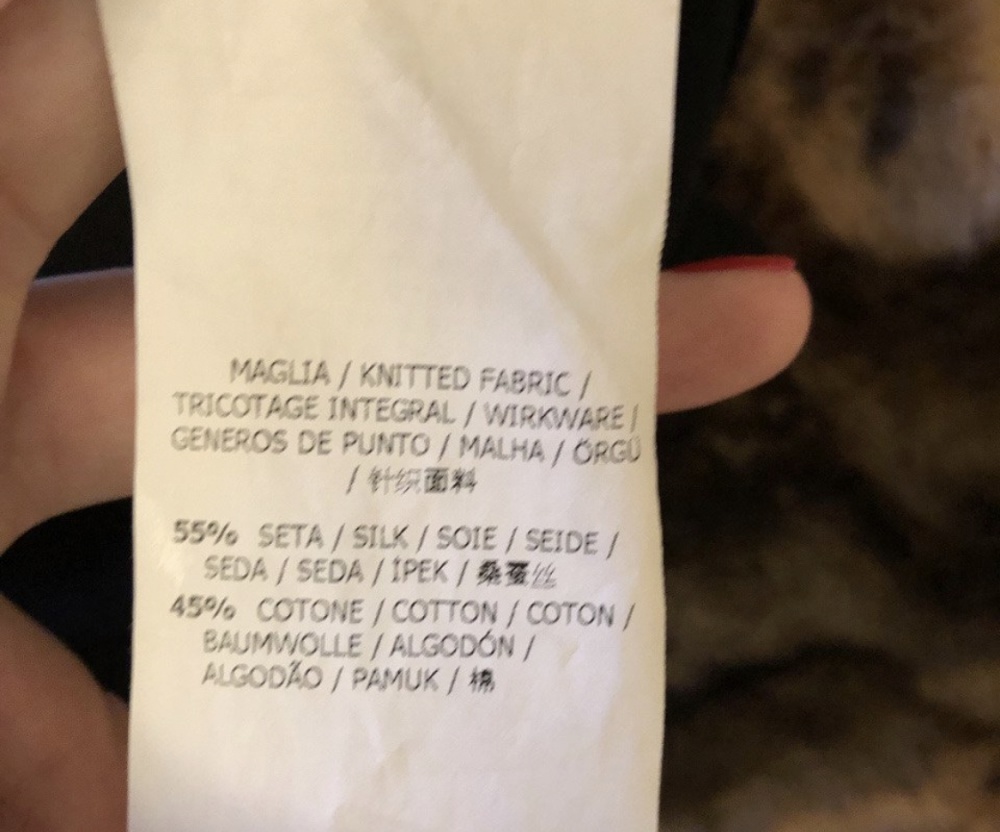 MAGLIA / KNITTED FABRIC /
TRICOTAGE INTEGRAL / WIRKWARE /
GENEROS DE PUNTO / MALHA / ÖRGÜ
/ 针织面料
55% SETA / SILK / SOIE / SEIDE /
SEDA / SEDA / İPEK / 桑蚕丝
45% COTONE / COTTON / COTON /
BAUMWOLLE / ALGODÓN /
ALGODÃO / PAMUK / 棉